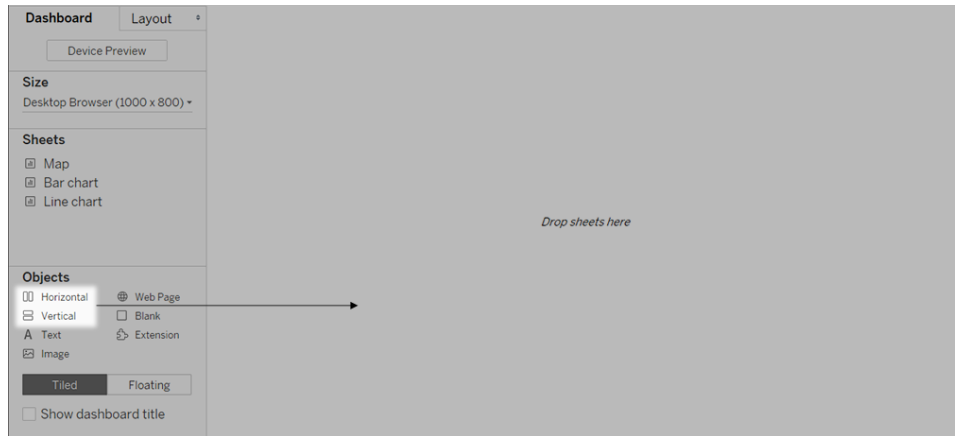 Dashboard Layout
Device Preview
Size
Desktop Browser (1000 x 800)
Sheets
Map
Bar chart
Line chart
Drop sheets here
Objects
Horizontal Web Page
Vertical Blank
A Text Extension
Image
Tiled Floating
Show dashboard title